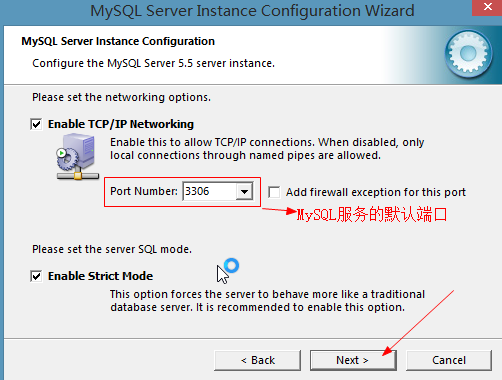 MySQL Server Instance Configuration Wizard
MySQL Server Instance Configuration
Configure the MySQL Server 5.5 server instance.
Please set the networking options.
Enable TCP/IP Networking
Enable this to allow TCP/IP connections. When disabled, only
local connections through named pipes are allowed.
Port Number: 3306 Add firewall exception for this port
MySQL服务的默认端口
Please set the server SQL mode.
Enable Strict Mode
This option forces the server to behave more like a traditional
database server. It is recommended to enable this option.
< Back Next > Cancel